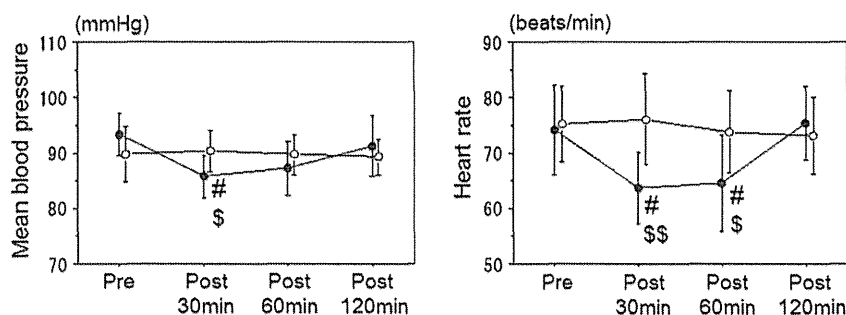 (mmHg)
110
100
90
80
70
Mean blood pressure
#
$
Pre Post Post Post
30min 60min 120min
(beats/min)
90
80
70
60
50
Heart rate
# #
$$ $
Pre Post Post Post
30min 60min 120min